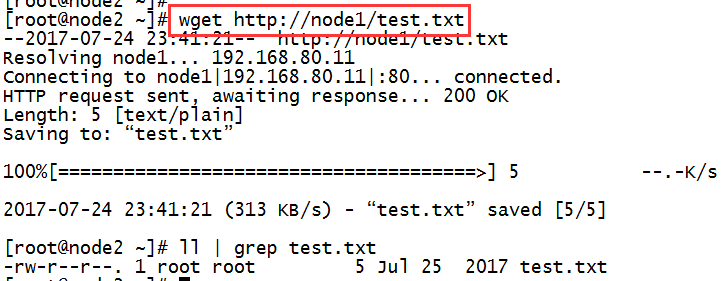 [root@node2 ~]#
[root@node2 ~]# wget http://node1/test.txt
--2017-07-24 23:41:21-- http://node1/test.txt
Resolving node1... 192.168.80.11
Connecting to node1|192.168.80.11|:80... connected.
HTTP request sent, awaiting response... 200 OK
Length: 5 [text/plain]
Saving to: “test.txt”
100%[======================================>] 5 --.-K/s
2017-07-24 23:41:21 (313 KB/s) - “test.txt” saved [5/5]
[root@node2 ~]# ll | grep test.txt
-rw-r--r--. 1 root root 5 Jul 25 2017 test.txt
[root@node2 ~]#